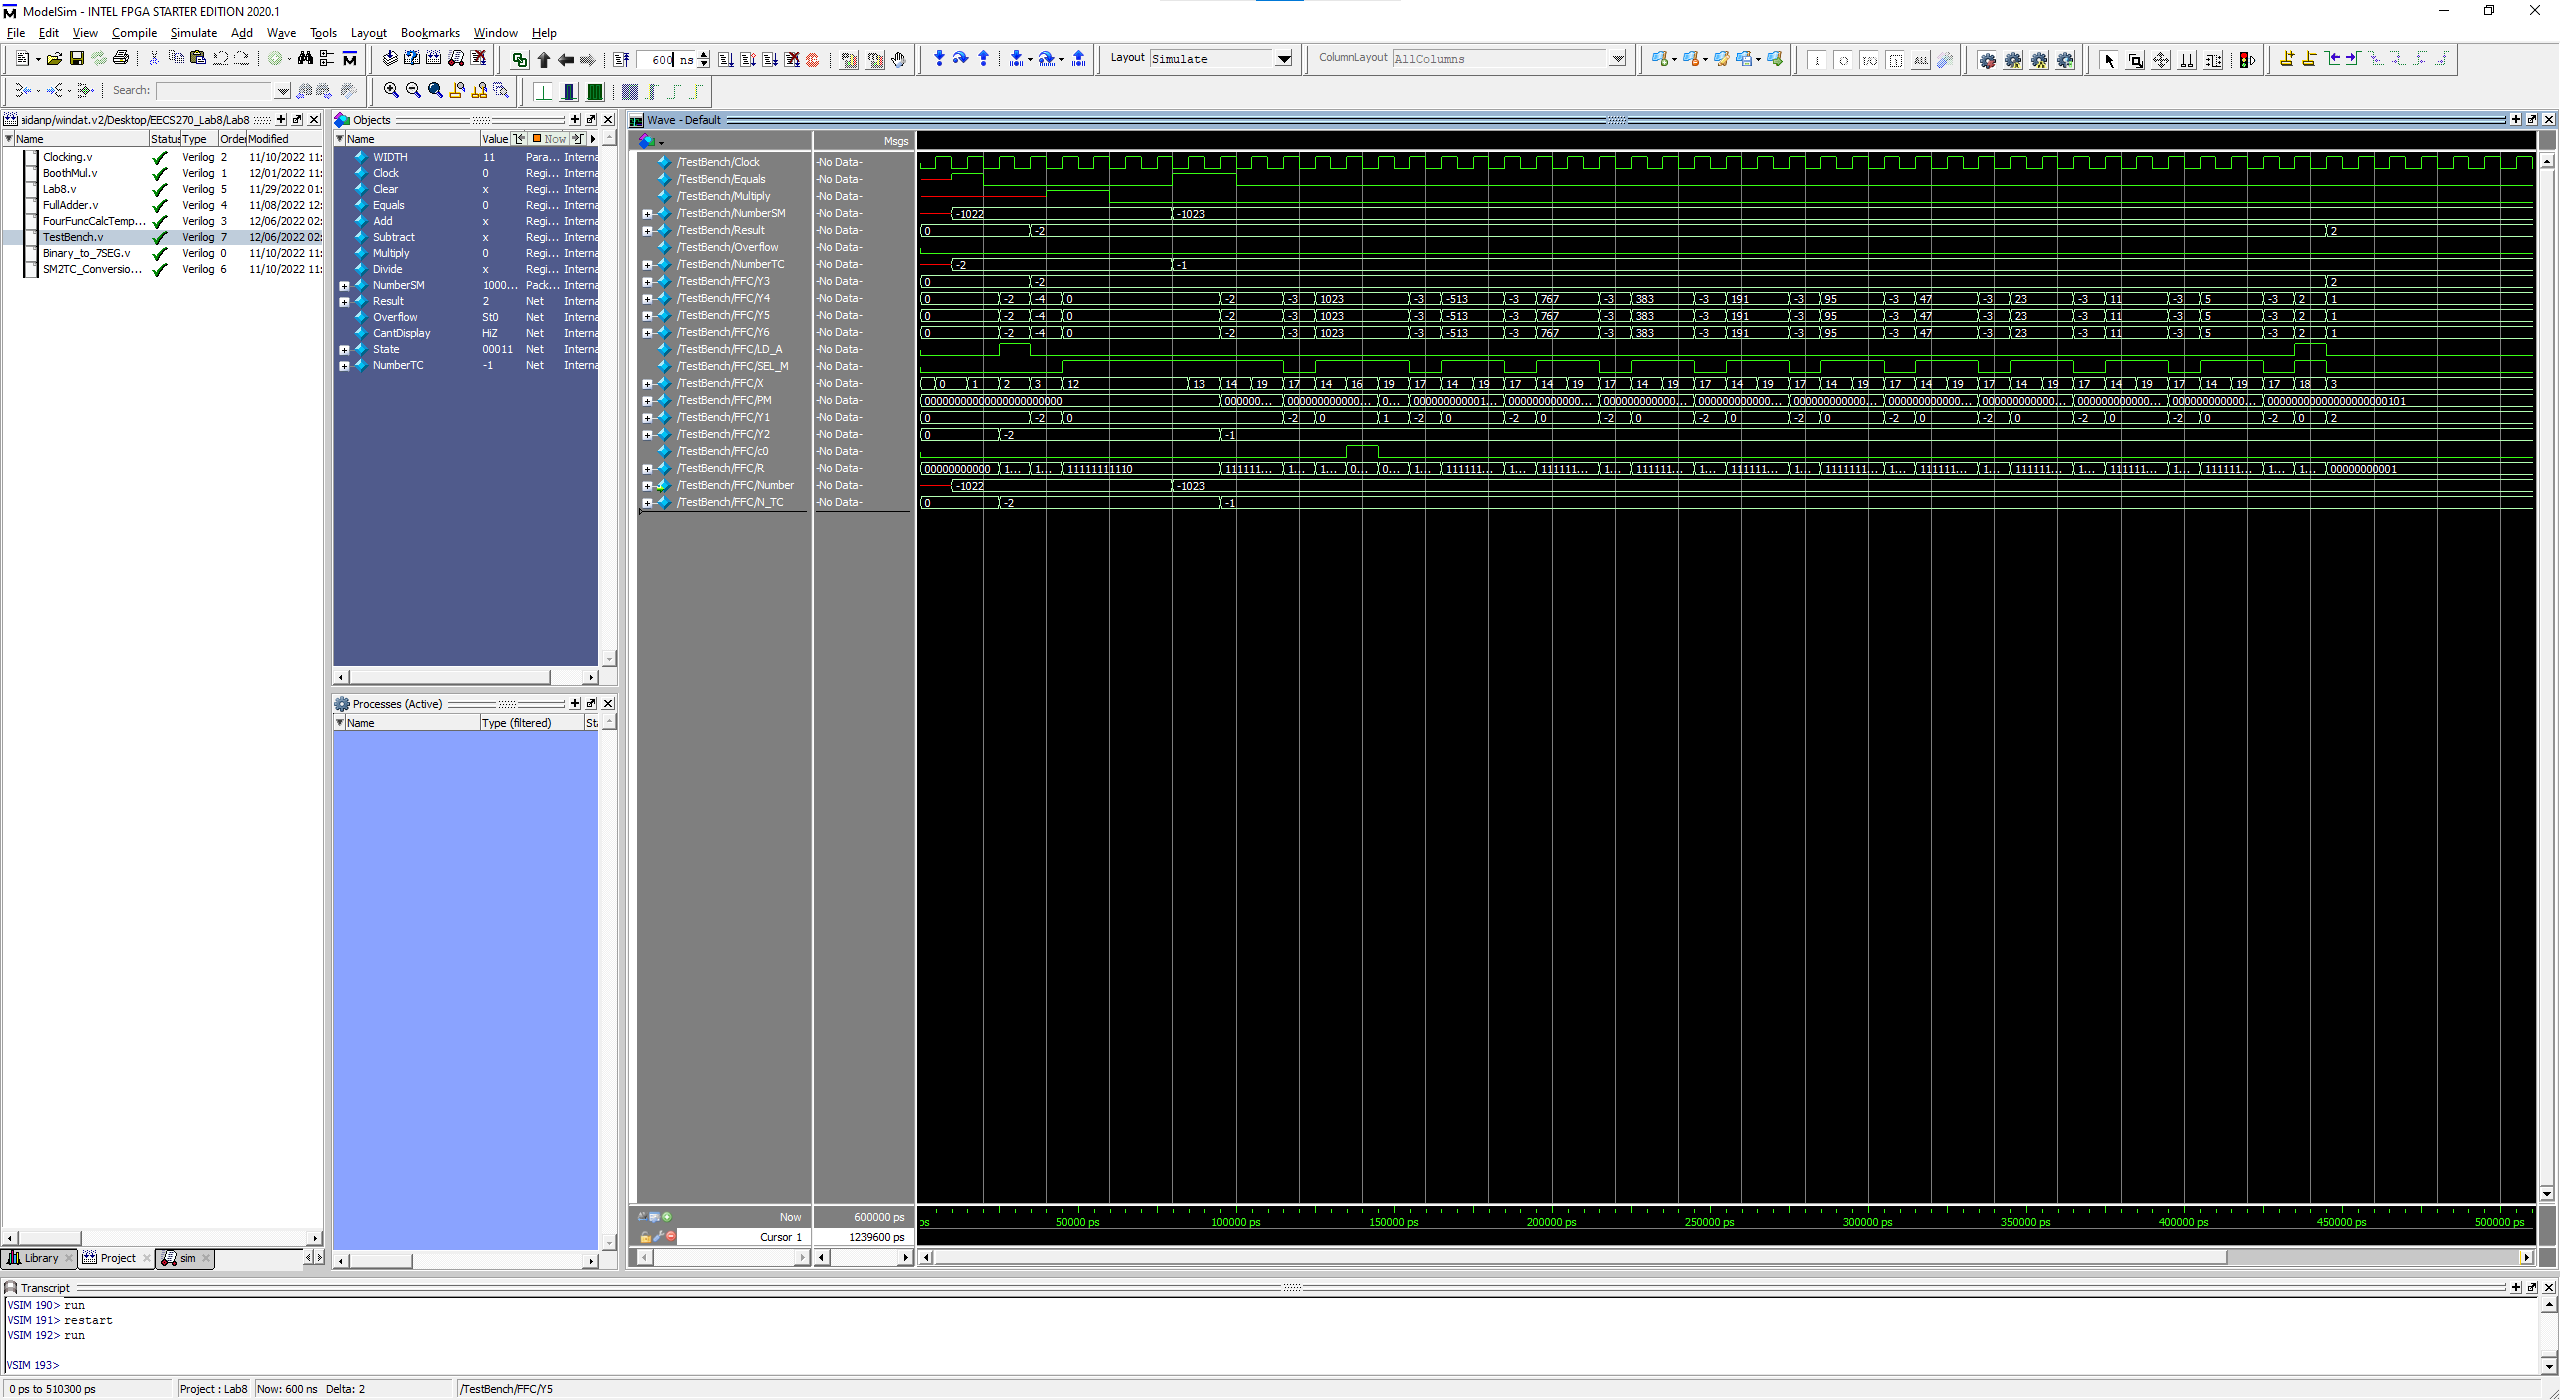 ModelSim - INTEL FPGA STARTER EDITION 2020.1
File Edit View Compile Simulate Add Wave Tools Layout Bookmarks Window Help
600 ns
Layout Simulate
ColumnLayout AllColumns
Search:
aidanp/windat.v2/Desktop/EECS270_Lab8/Lab8
Name Status Type Order Modified
Clocking.v Verilog 2 11/10/2022 11:
BoothMul.v Verilog 1 12/01/2022 11:
Lab8.v Verilog 5 11/29/2022 01:
FullAdder.v Verilog 4 11/08/2022 12:
FourFuncCalcTemp... Verilog 3 12/06/2022 02:
TestBench.v Verilog 7 12/06/2022 02:
Binary_to_7SEG.v Verilog 0 11/10/2022 11:
SM2TC_Conversio... Verilog 6 11/10/2022 11:
Library Project sim
Objects
Name Value Now
WIDTH 11 Para... Interna
Clock 0 Regi... Interna
Clear x Regi... Interna
Equals 0 Regi... Interna
Add x Regi... Interna
Subtract x Regi... Interna
Multiply 0 Regi... Interna
Divide x Regi... Interna
NumberSM 1000... Pack... Interna
Result 2 Net Interna
Overflow St0 Net Interna
CantDisplay HiZ Net Interna
State 00011 Net Interna
NumberTC -1 Net Interna
Processes (Active)
Name Type (filtered) Sta
Wave - Default
Msgs
/TestBench/Clock -No Data-
/TestBench/Equals -No Data-
/TestBench/Multiply -No Data-
/TestBench/NumberSM -No Data- -1022 -1023
/TestBench/Result -No Data- 0 -2 2
/TestBench/Overflow -No Data-
/TestBench/NumberTC -No Data- -2 -1
/TestBench/FFC/Y3 -No Data- 0 -2 2
/TestBench/FFC/Y4 -No Data- 0 -2 -4 0 -2 -3 1023 -3 -513 -3 767 -3 383 -3 191 -3 95 -3 47 -3 23 -3 11 -3 5 -3 2 1
/TestBench/FFC/Y5 -No Data- 0 -2 -4 0 -2 -3 1023 -3 -513 -3 767 -3 383 -3 191 -3 95 -3 47 -3 23 -3 11 -3 5 -3 2 1
/TestBench/FFC/Y6 -No Data- 0 -2 -4 0 -2 -3 1023 -3 -513 -3 767 -3 383 -3 191 -3 95 -3 47 -3 23 -3 11 -3 5 -3 2 1
/TestBench/FFC/LD_A -No Data-
/TestBench/FFC/SEL_M -No Data-
/TestBench/FFC/X -No Data- 0 1 2 3 12 13 14 19 17 14 16 19 17 14 19 17 14 19 17 14 19 17 14 19 17 14 19 17 14 19 17 14 19 17 14 19 17 14 19 17 18 3
/TestBench/FFC/PM -No Data-
/TestBench/FFC/Y1 -No Data- 0 -2 0 -2 0 1 -2 0 -2 0 -2 0 -2 0 -2 0 -2 0 -2 0 -2 0 -2 0 -2 0 2
/TestBench/FFC/Y2 -No Data- 0 -2 -1
/TestBench/FFC/c0 -No Data-
/TestBench/FFC/R -No Data- 00000000000 1... 1... 11111111110 111111... 1... 1... 0... 0... 1... 111111... 1... 111111... 1... 111111... 1... 111111... 1... 111111... 1... 111111... 1... 111111... 1... 111111... 1... 111111... 1... 1... 00000000001
/TestBench/FFC/Number -No Data- -1022 -1023
/TestBench/FFC/N_TC -No Data- 0 -2 -1
Now 600000 ps
ps 50000 ps 100000 ps 150000 ps 200000 ps 250000 ps 300000 ps 350000 ps 400000 ps 450000 ps 500000 ps
Cursor 1 1239600 ps
Transcript
VSIM 190> run
VSIM 191> restart
VSIM 192> run
VSIM 193>
0 ps to 510300 ps Project : Lab8 Now: 600 ns Delta: 2 /TestBench/FFC/Y5